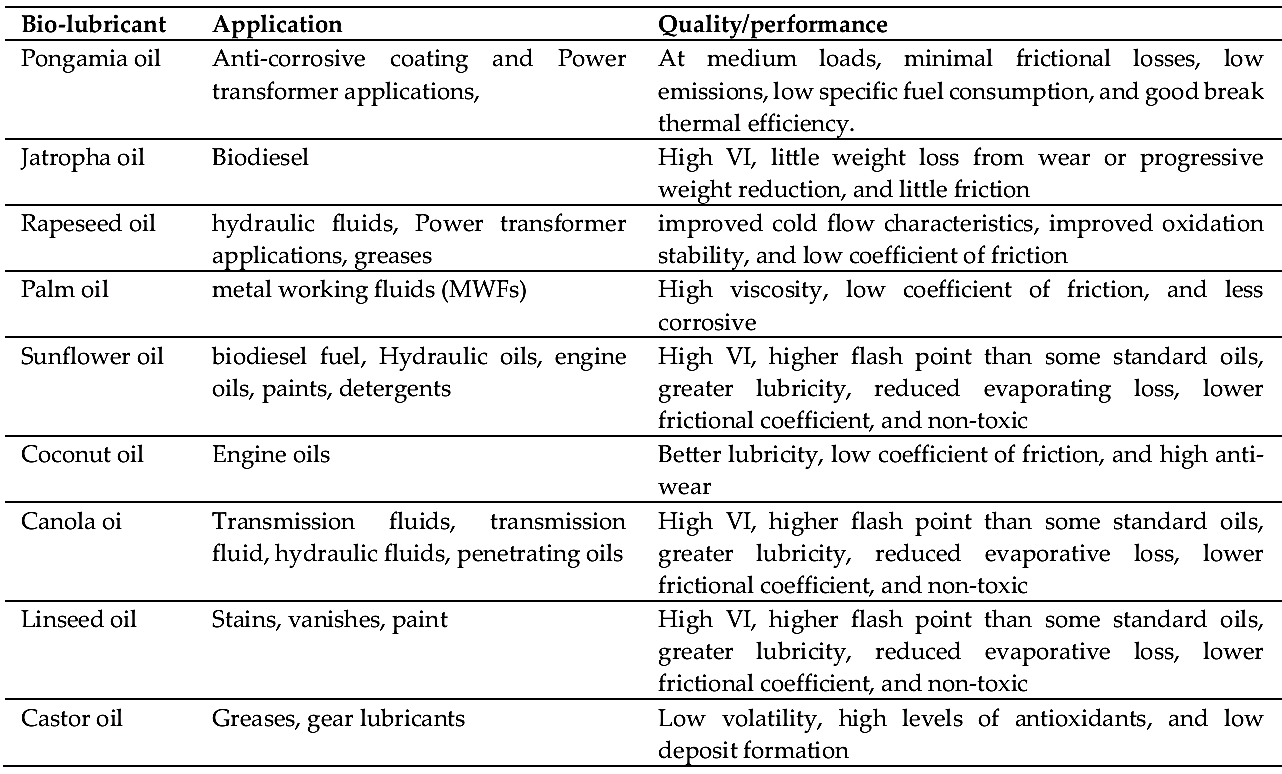 Bio-lubricant Application Quality/performance
Pongamia oil Anti-corrosive coating and Power At medium loads, minimal frictional losses, low
transformer applications, emissions, low specific fuel consumption, and good break
thermal efficiency.
Jatropha oil Biodiesel High VI, little weight loss from wear or progressive
weight reduction, and little friction
Rapeseed oil hydraulic fluids, Power transformer improved cold flow characteristics, improved oxidation
applications, greases stability, and low coefficient of friction
Palm oil metal working fluids (MWFs) High viscosity, low coefficient of friction, and less
corrosive
Sunflower oil biodiesel fuel, Hydraulic oils, engine High VI, higher flash point than some standard oils,
oils, paints, detergents greater lubricity, reduced evaporating loss, lower
frictional coefficient, and non-toxic
Coconut oil Engine oils Better lubricity, low coefficient of friction, and high anti-
wear
Canola oi Transmission fluids, transmission High VI, higher flash point than some standard oils,
fluid, hydraulic fluids, penetrating oils greater lubricity, reduced evaporative loss, lower
frictional coefficient, and non-toxic
Linseed oil Stains, vanishes, paint High VI, higher flash point than some standard oils,
greater lubricity, reduced evaporative loss, lower
frictional coefficient, and non-toxic
Castor oil Greases, gear lubricants Low volatility, high levels of antioxidants, and low
deposit formation